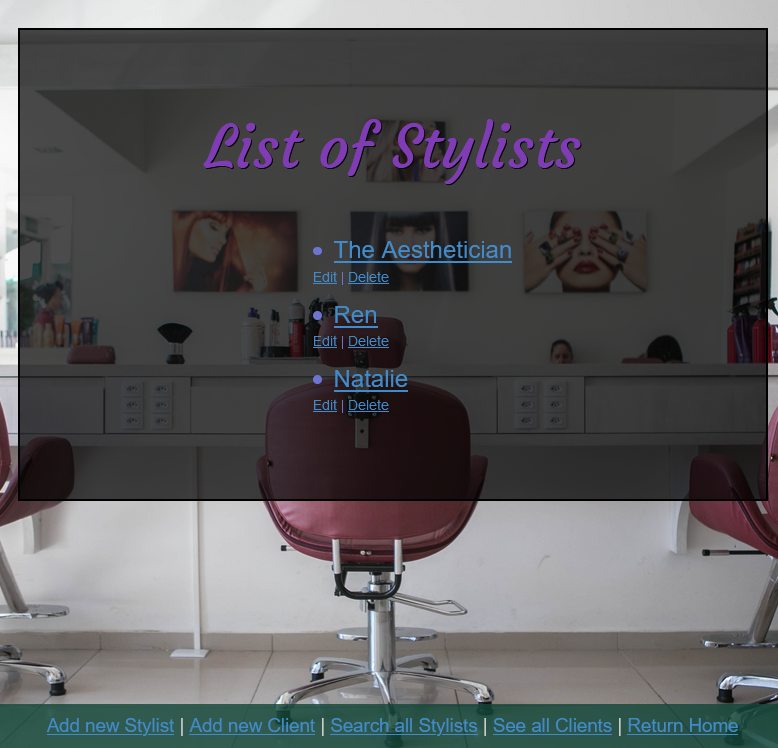 List of Stylists
The Aesthetician
Edit | Delete
Ren
Edit | Delete
Natalie
Edit | Delete
Add new Stylist | Add new Client | Search all Stylists | See all Clients | Return Home